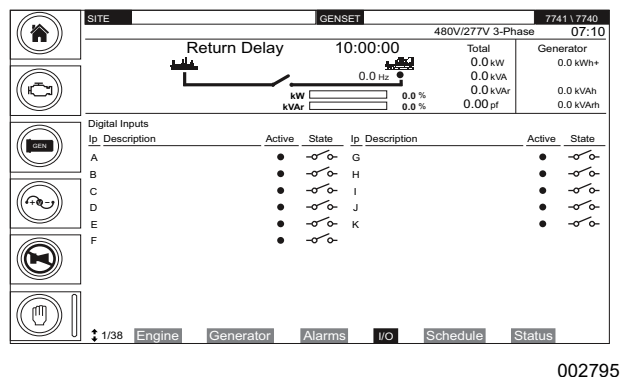 SITE GENSET 7741 \ 7740
480V/277V 3-Phase 07:10
Return Delay 10:00:00 Total Generator
0.0 kW 0.0 kWh+
0.0 Hz 0.0 kVA
kW 0.0 % 0.0 kVAr 0.0 kVAh
kVAr 0.0 % 0.00 pf 0.0 kVArh
GEN
Digital Inputs
Ip Description Active State Ip Description Active State
A G
B H
C I
D J
E K
F
1/38 Engine Generator Alarms I/O Schedule Status
002795